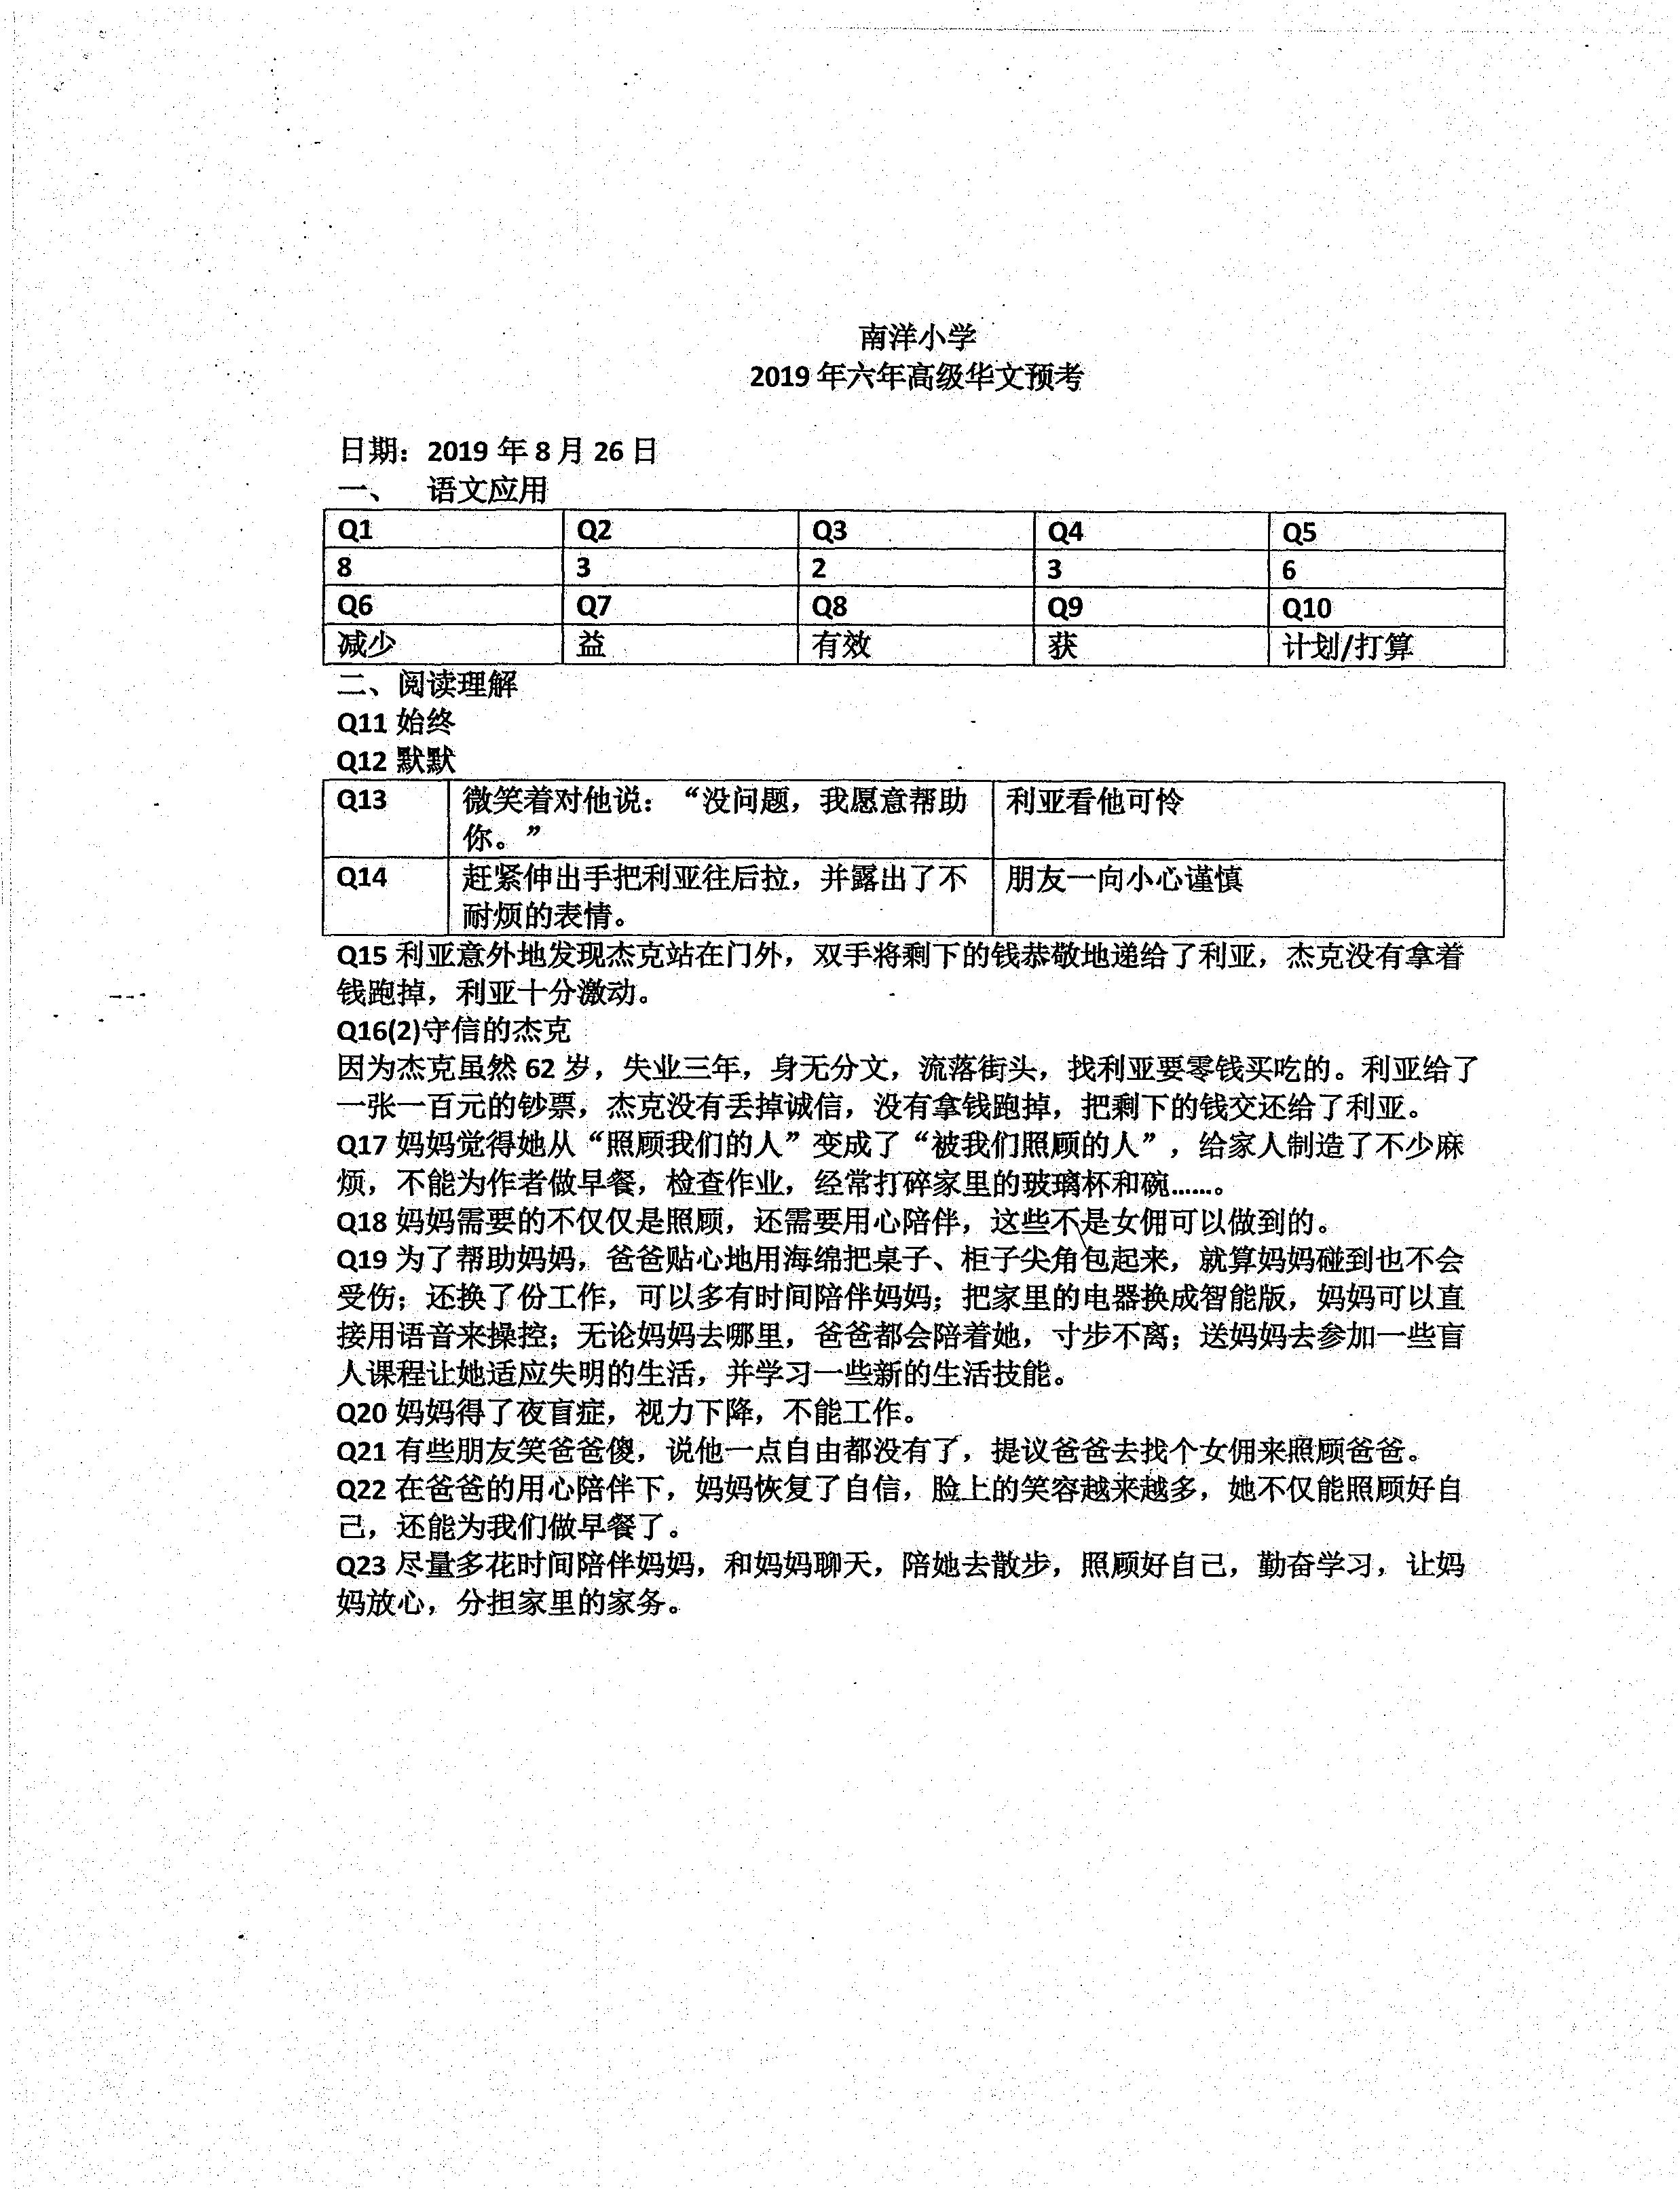 南洋小学
2019 年六年高级华文预考
日期：2019 年 8 月 26 日
一、 语文应用
Q1 Q2 Q3 Q4 Q5
8 3 2 3 6
Q6 Q7 Q8 Q9 Q10
减少 益 有效 获 计划/打算
二、阅读理解
Q11 始终
Q12 默默
Q13 微笑着对他说：“没问题，我愿意帮助 利亚看他可怜
你。”
Q14 赶紧伸出手把利亚往后拉，并露出了不 朋友一向小心谨慎
耐烦的表情。
Q15 利亚意外地发现杰克站在门外，双手将剩下的钱恭敬地递给了利亚，杰克没有拿着
钱跑掉，利亚十分激动。
Q16(2)守信的杰克
因为杰克虽然 62 岁，失业三年，身无分文，流落街头，找利亚要零钱买吃的。利亚给了
一张一百元的钞票，杰克没有丢掉诚信，没有拿钱跑掉，把剩下的钱交还给了利亚。
Q17 妈妈觉得她从“照顾我们的人”变成了“被我们照顾的人”，给家人制造了不少麻
烦，不能为作者做早餐，检查作业，经常打碎家里的玻璃杯和碗……。
Q18 妈妈需要的不仅仅是照顾，还需要用心陪伴，这些不是女佣可以做到的。
Q19 为了帮助妈妈，爸爸贴心地用海绵把桌子、柜子尖角包起来，就算妈妈碰到也不会
受伤；还换了份工作，可以多有时间陪伴妈妈；把家里的电器换成智能版，妈妈可以直
接用语音来操控；无论妈妈去哪里，爸爸都会陪着她，寸步不离；送妈妈去参加一些盲
人课程让她适应失明的生活，并学习一些新的生活技能。
Q20 妈妈得了夜盲症，视力下降，不能工作。
Q21 有些朋友笑爸爸傻，说他一点自由都没有了，提议爸爸去找个女佣来照顾爸爸。
Q22 在爸爸的用心陪伴下，妈妈恢复了自信，脸上的笑容越来越多，她不仅能照顾好自
己，还能为我们做早餐了。
Q23 尽量多花时间陪伴妈妈，和妈妈聊天，陪她去散步，照顾好自己，勤奋学习，让妈
妈放心，分担家里的家务。